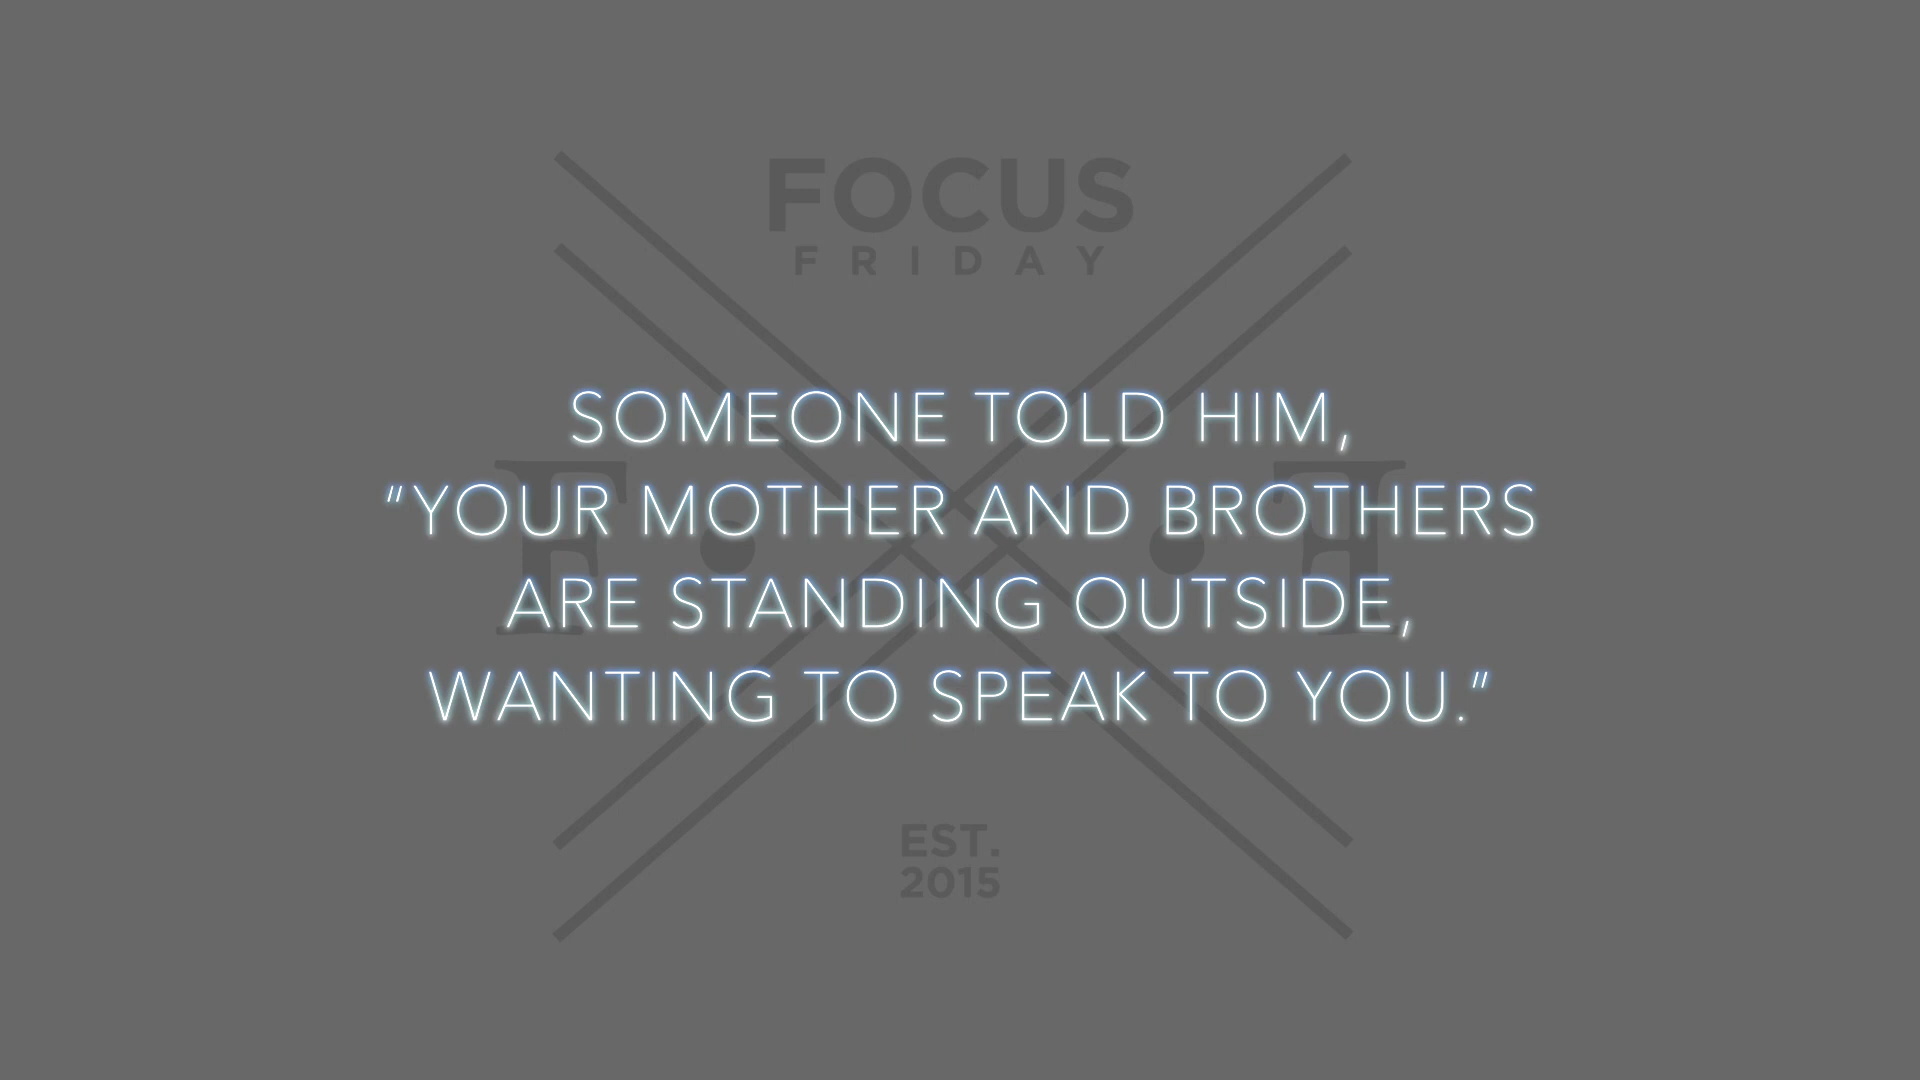 FOCUS
FRIDAY
SOMEONE TOLD HIM,
"YOUR MOTHER AND BROTHERS
F • • F
ARE STANDING OUTSIDE,
WANTING TO SPEAK TO YOU."
EST.
2015